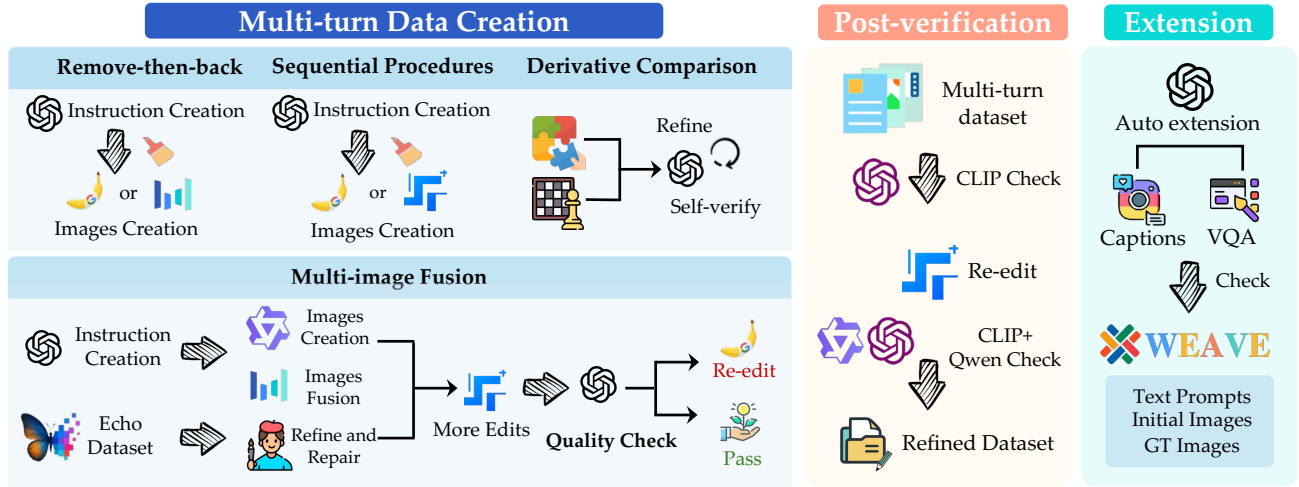 Multi-turn Data Creation
Remove-then-back
Instruction Creation
or
Images Creation
Sequential Procedures
Instruction Creation
or
Images Creation
Derivative Comparison
Refine
Self-verify
Multi-image Fusion
Instruction
Creation
Echo
Dataset
Images
Creation
Images
Fusion
Refine and
Repair
More Edits
Quality Check
Re-edit
Pass
Post-verification
Multi-turn
dataset
CLIP Check
Re-edit
CLIP+
Qwen Check
Refined Dataset
Extension
Auto extension
Captions
VQA
Check
WEAVE
Text Prompts
Initial Images
GT Images